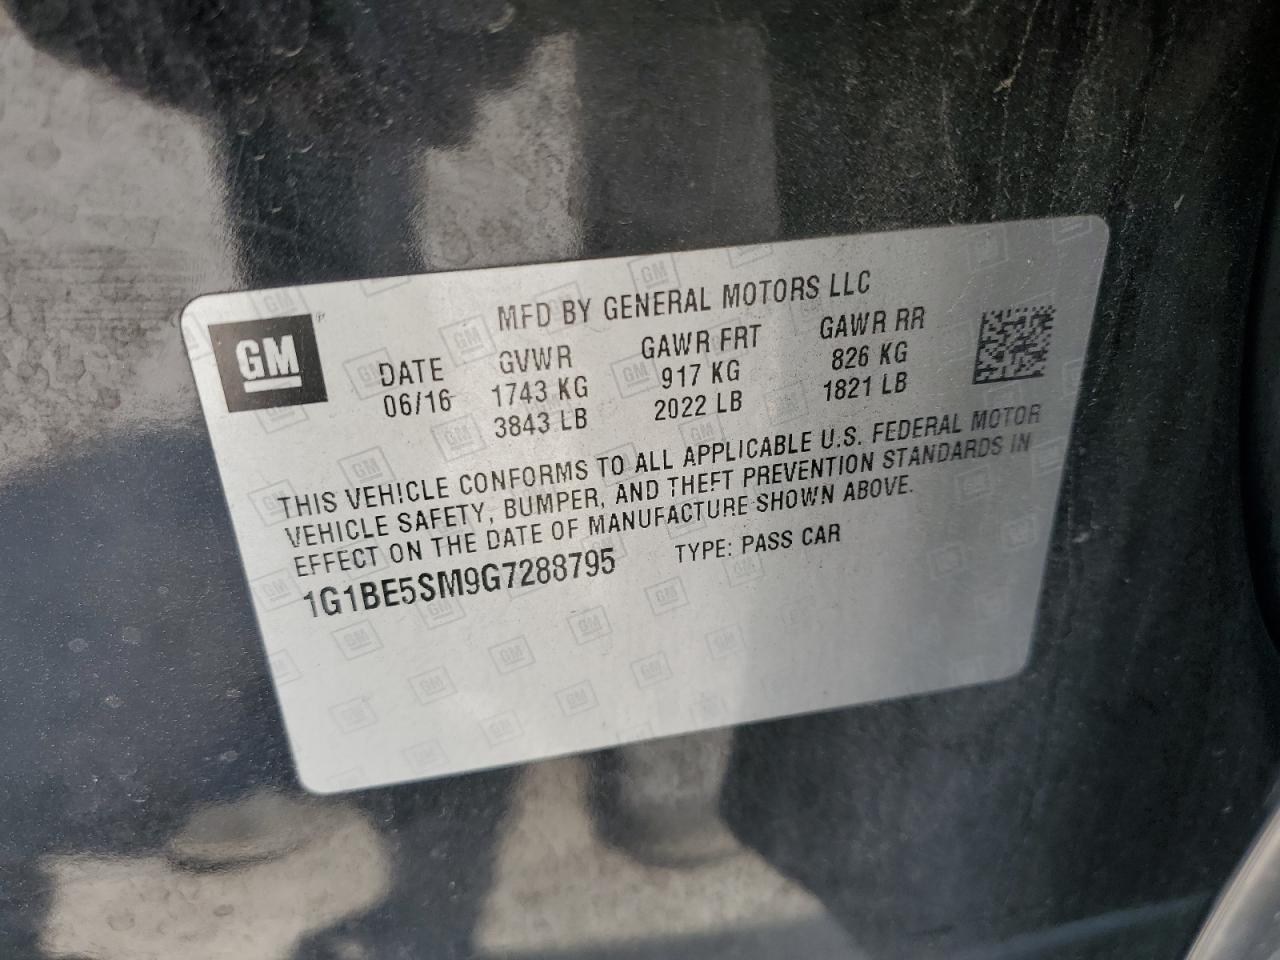 MFD BY GENERAL MOTORS LLC
GM
DATE GVWR GAWR FRT GAWR RR
06/16 1743 KG 917 KG 826 KG
3843 LB 2022 LB 1821 LB
THIS VEHICLE CONFORMS TO ALL APPLICABLE U.S. FEDERAL MOTOR
VEHICLE SAFETY, BUMPER, AND THEFT PREVENTION STANDARDS IN
EFFECT ON THE DATE OF MANUFACTURE SHOWN ABOVE.
1G1BE5SM9G7288795 TYPE: PASS CAR